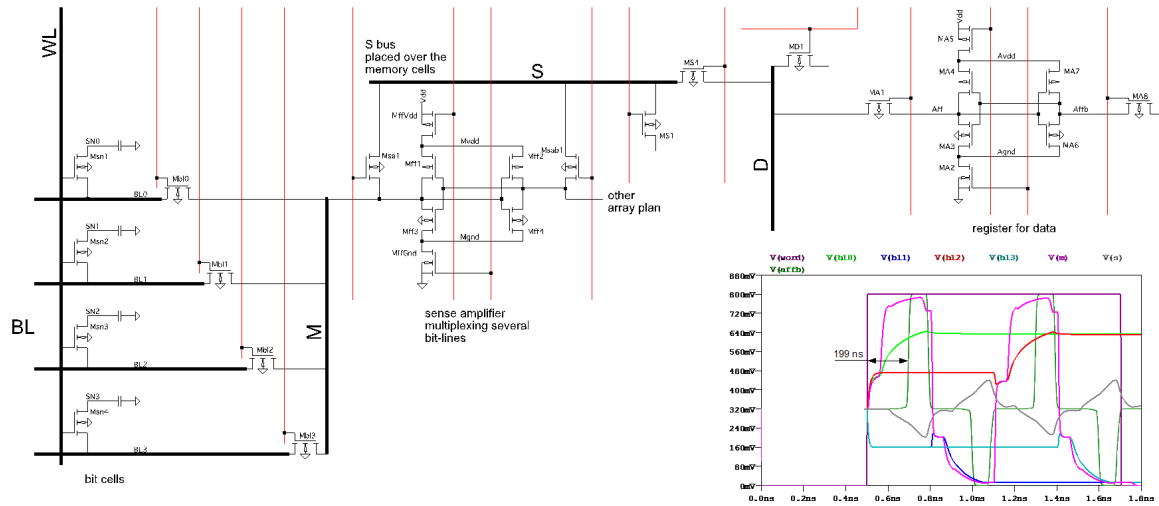 WL
S bus
placed over the
memory cells
S
MS4
MD1
Vdd
MA5
Avdd
MA4
MA7
MA1
Aff
Affb
MA8
MA3
MA6
Agnd
MA2
register for data
D
Vdd
MffVdd
Mvdd
MS1
Msa1
Mff1
Mff2
Msab1
Mff3
Mff4
Mgnd
MffGnd
other
array plan
sense amplifier
multiplexing several
bit-lines
SN0
Msn1
Mbl0
BL0
SN1
Msn2
Mbl1
BL1
BL
SN2
Msn3
Mbl2
BL2
M
SN3
Msn4
Mbl3
BL3
bit cells
V(word) V(bl0) V(bl1) V(bl2) V(bl3) V(m) V(s)
V(affb)
880mV
800mV
720mV
640mV
560mV
480mV
400mV
320mV
240mV
160mV
80mV
0mV
199 ns
0.0ns 0.2ns 0.4ns 0.6ns 0.8ns 1.0ns 1.2ns 1.4ns 1.6ns 1.8ns